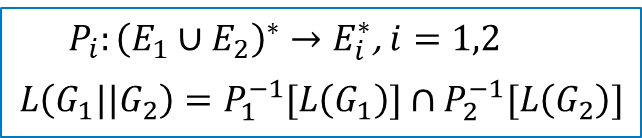 P_i: (E_1 ∪ E_2)^* → E_i^*, i = 1,2
L(G_1||G_2) = P_1^{-1}[L(G_1)] ∩ P_2^{-1}[L(G_2)]